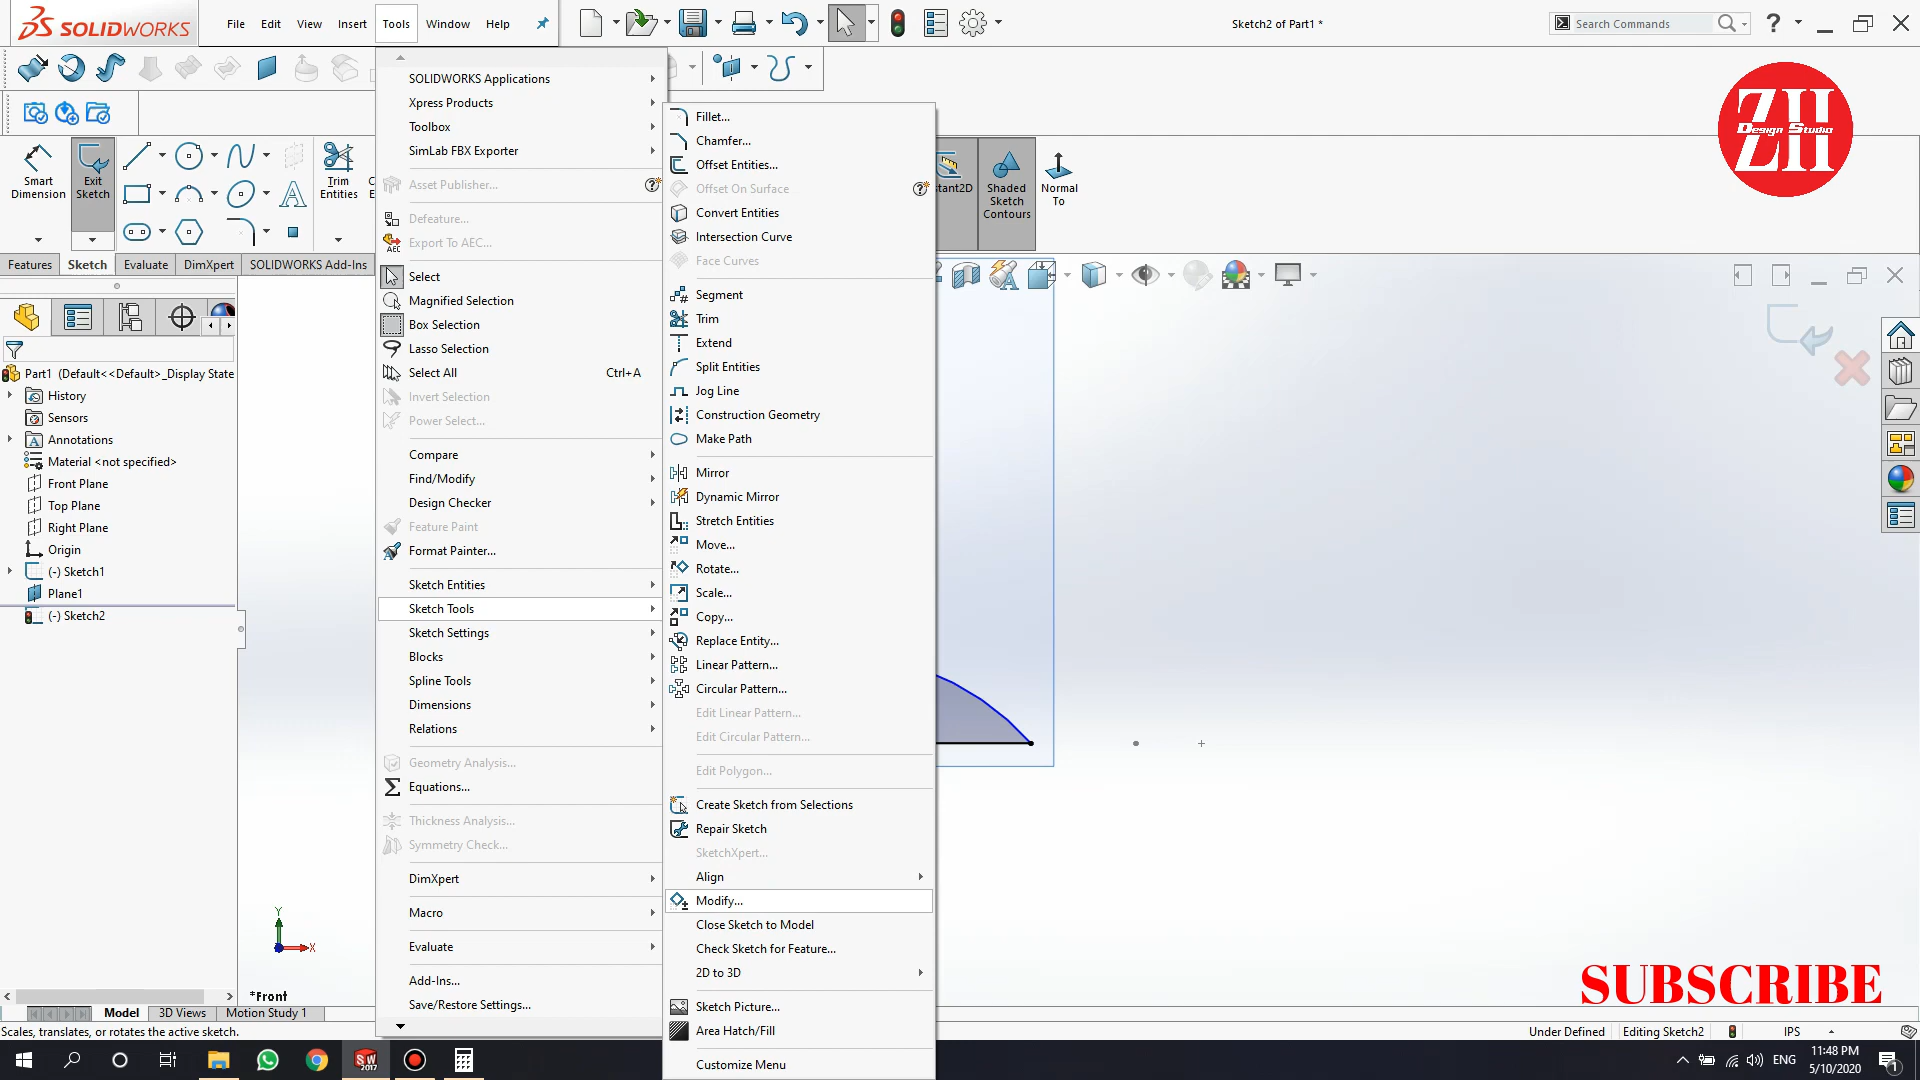 SOLIDWORKS
File Edit View Insert Tools Window Help
Sketch2 of Part1 *
Search Commands
?
ZH
Design Studio
Smart Dimension
Exit Sketch
Trim Entities
C
E
stant2D
Shaded Sketch Contours
Normal To
Features Sketch Evaluate DimXpert SOLIDWORKS Add-Ins
Part1 (Default<<Default>_Display State
History
Sensors
Annotations
Material <not specified>
Front Plane
Top Plane
Right Plane
Origin
(-) Sketch1
Plane1
(-) Sketch2
SOLIDWORKS Applications
Xpress Products
Toolbox
SimLab FBX Exporter
Asset Publisher...
Defeature...
Export To AEC...
Select
Magnified Selection
Box Selection
Lasso Selection
Select All Ctrl+A
Invert Selection
Power Select...
Compare
Find/Modify
Design Checker
Feature Paint
Format Painter...
Sketch Entities
Sketch Tools
Sketch Settings
Blocks
Spline Tools
Dimensions
Relations
Geometry Analysis...
Equations...
Thickness Analysis...
Symmetry Check...
DimXpert
Macro
Evaluate
Add-Ins...
Save/Restore Settings...
Fillet...
Chamfer...
Offset Entities...
Offset On Surface
Convert Entities
Intersection Curve
Face Curves
Segment
Trim
Extend
Split Entities
Jog Line
Construction Geometry
Make Path
Mirror
Dynamic Mirror
Stretch Entities
Move...
Rotate...
Scale...
Copy...
Replace Entity...
Linear Pattern...
Circular Pattern...
Edit Linear Pattern...
Edit Circular Pattern...
Edit Polygon...
Create Sketch from Selections
Repair Sketch
SketchXpert...
Align
Modify...
Close Sketch to Model
Check Sketch for Feature...
2D to 3D
Sketch Picture...
Area Hatch/Fill
Customize Menu
Y
X
*Front
SUBSCRIBE
Model 3D Views Motion Study 1
Scales, translates, or rotates the active sketch.
Under Defined Editing Sketch2 IPS
SW 2017
ENG
11:48 PM
5/10/2020
1